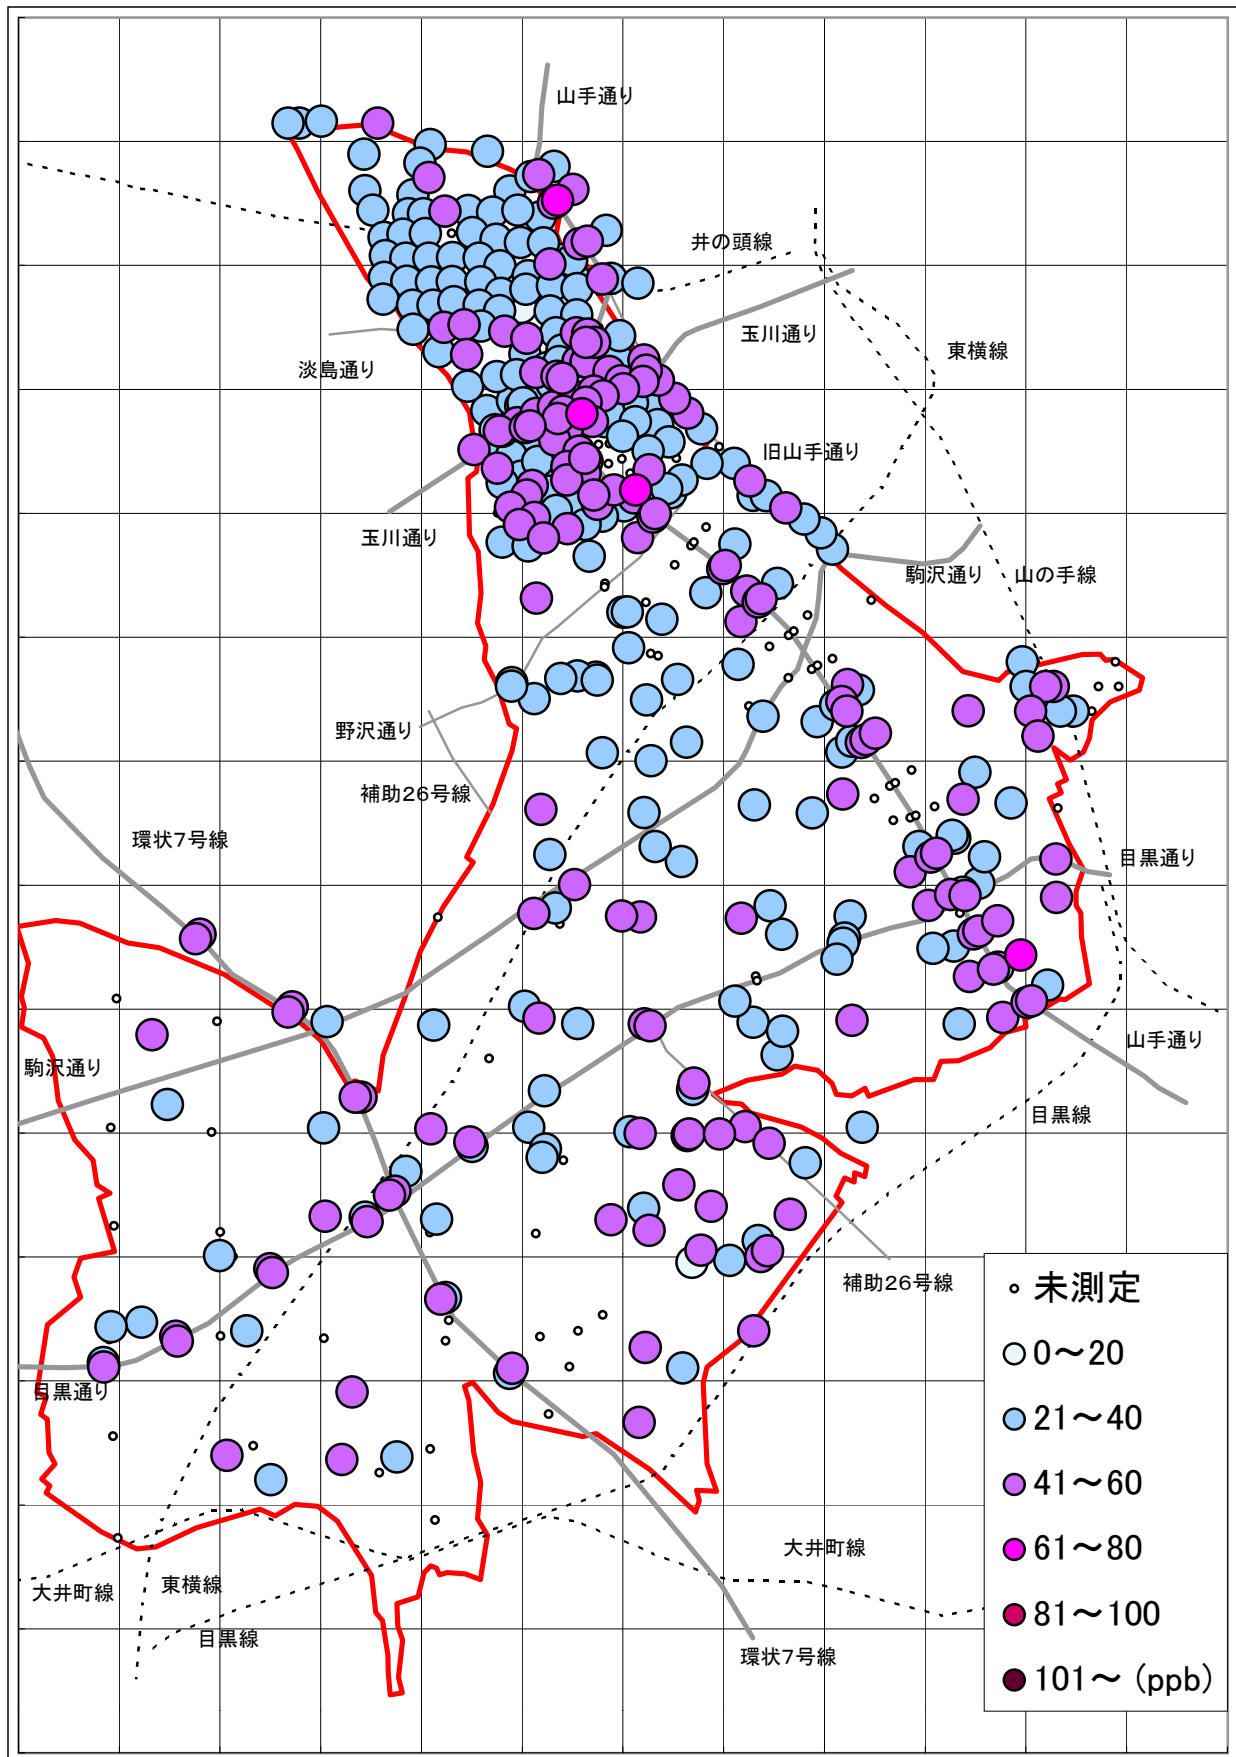 山手通り
井の頭線
玉川通り
東横線
淡島通り
旧山手通り
玉川通り
駒沢通り
山の手線
野沢通り
補助26号線
環状7号線
目黒通り
駒沢通り
山手通り
目黒線
補助26号線
目黒通り
大井町線
東横線
目黒線
大井町線
環状7号線
未測定
0～20
21～40
41～60
61～80
81～100
101～（ppb）